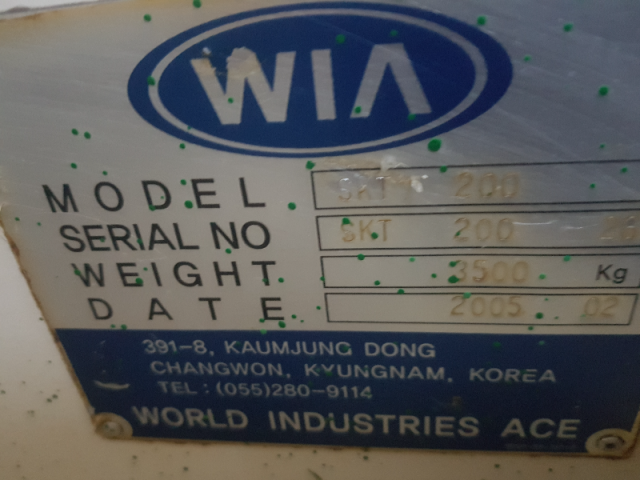 WIA
MODEL SKT 200
SERIAL NO SKT 200
WEIGHT 3500 Kg
DATE 2005 02
391-8, KAUMJUNG DONG
CHANGWON, KYUNGNAM, KOREA
TEL : (055)280-9114
WORLD INDUSTRIES ACE